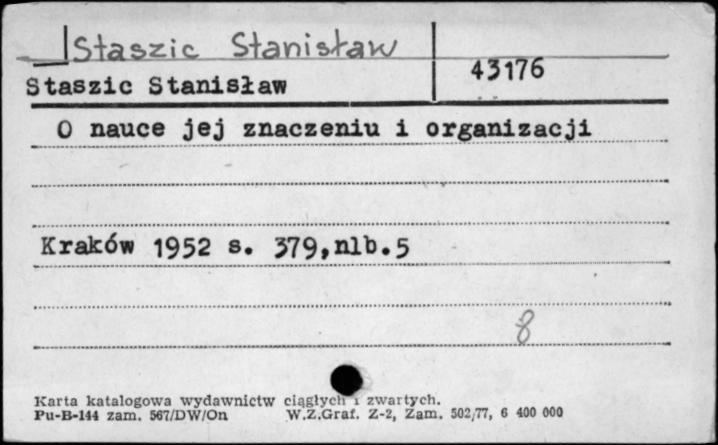 Staszic Stanisław
43176
Staszic Stanisław
O nauce jej znaczeniu i organizacji
Kraków 1952 s. 379,nlb.5
8
Karta katalogowa wydawnictw ciągłych i zwartych.
Pu-B-144 zam. 567/DW/On W.Z.Graf. Z-2, Zam. 502/77, 6 400 000